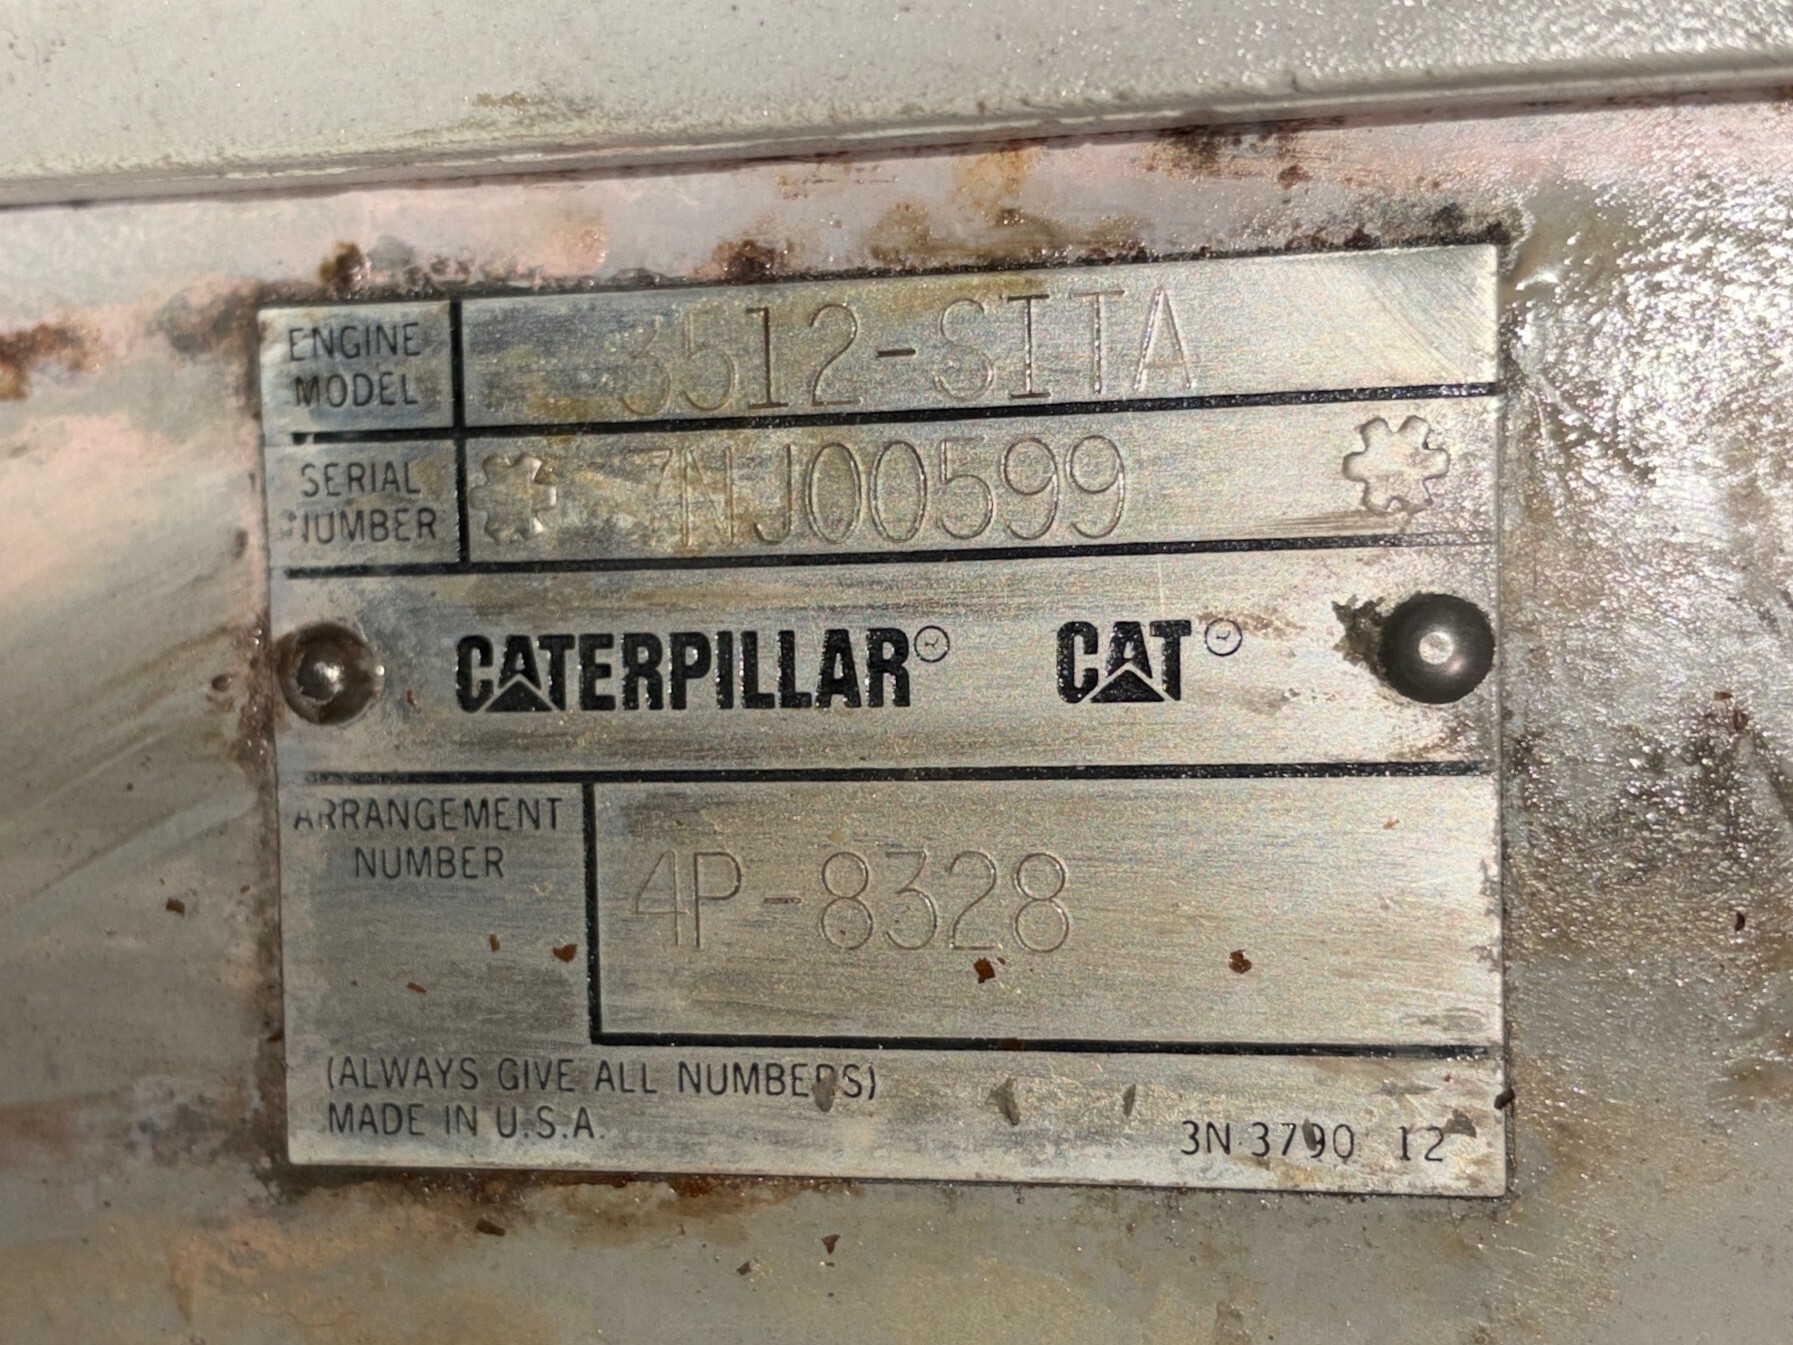 ENGINE MODEL 3512-SITA
SERIAL NUMBER 7NJ00599
CATERPILLAR® CAT®
ARRANGEMENT NUMBER 4P-8328
(ALWAYS GIVE ALL NUMBERS)
MADE IN U.S.A.
3N 3790 12